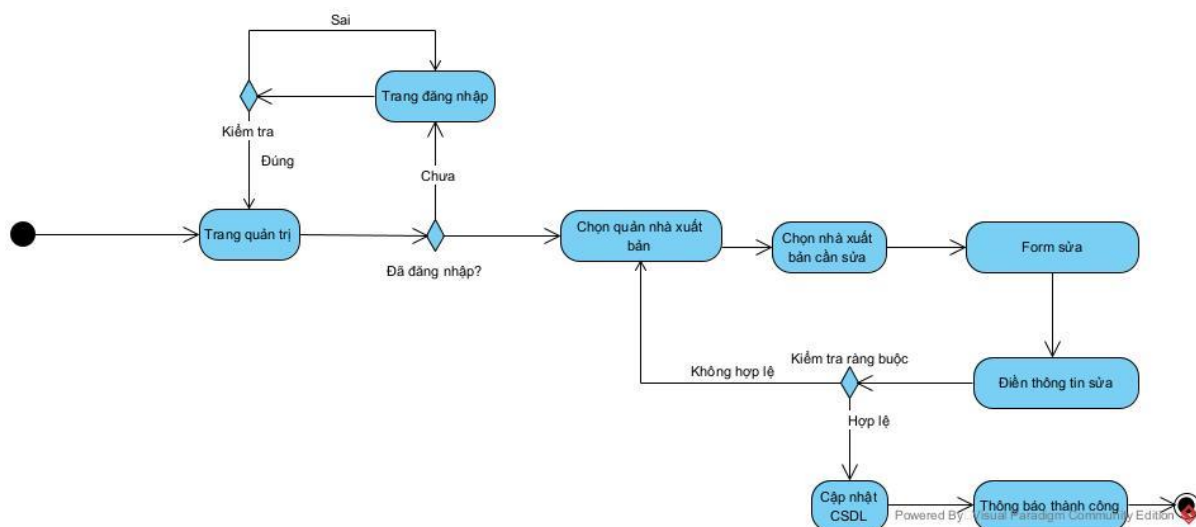 Sai
Trang đăng nhập
Kiểm tra
Đúng
Chưa
Trang quản trị
Đã đăng nhập?
Chọn quản nhà xuất
bản
Chọn nhà xuất
bản cần sửa
Form sửa
Kiểm tra ràng buộc
Không hợp lệ
Điền thông tin sửa
Hợp lệ
Cập nhật
CSDL
Thông báo thành công
Powered By Visual Paradigm Community Edition